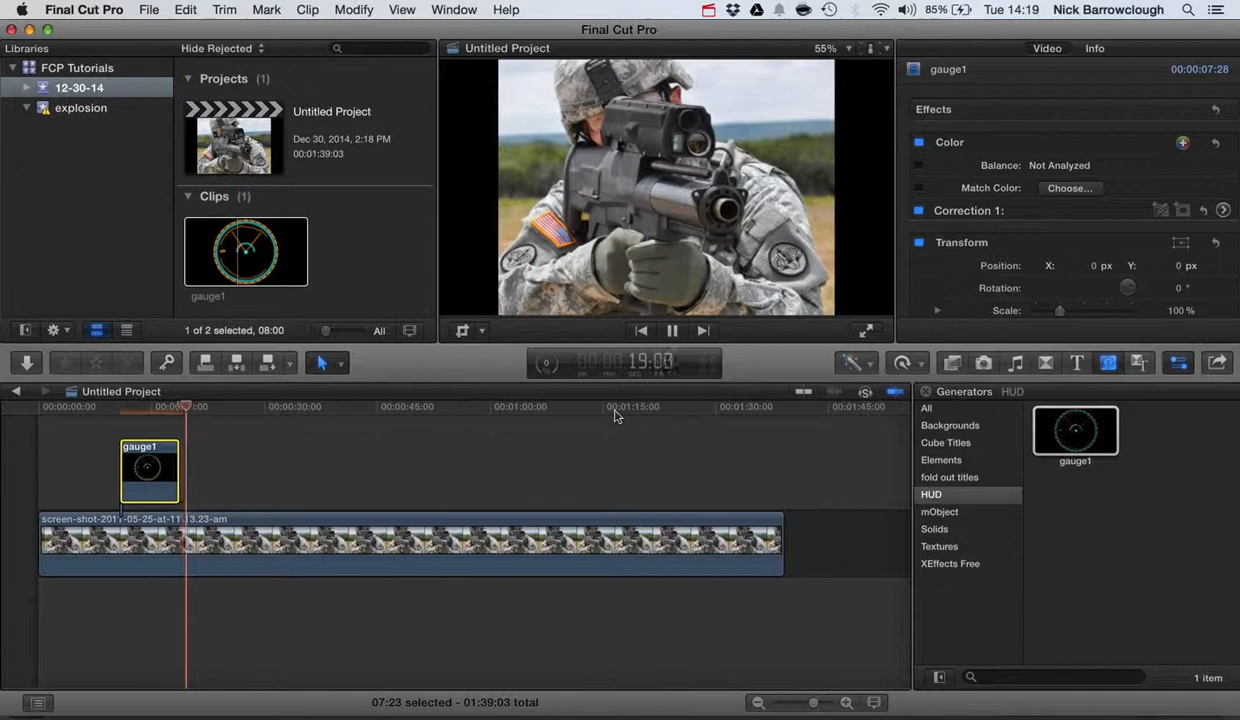 Final Cut Pro File Edit Trim Mark Clip Modify View Window Help 85% Tue 14:19 Nick Barrowclough
Final Cut Pro
Libraries Hide Rejected Untitled Project 55% Video Info
FCP Tutorials
12-30-14
explosion
Projects (1)
Untitled Project
Dec 30, 2014, 2:18 PM
00:01:39:03
Clips (1)
gauge1
1 of 2 selected, 08:00 All
gauge1 00:00:07:28
Effects
Color
Balance: Not Analyzed
Match Color: Choose...
Correction 1:
Transform
Position: X: 0 px Y: 0 px
Rotation: 0 °
Scale: 100 %
19:00
Untitled Project
00:00:00:00 00:00:30:00 00:00:45:00 00:01:00:00 00:01:15:00 00:01:30:00 00:01:45:00
gauge1
Generators HUD
All
Backgrounds
Cube Titles
Elements
fold out titles
HUD
mObject
Solids
Textures
XEffects Free
gauge1
1 item
07:23 selected - 01:39:03 total